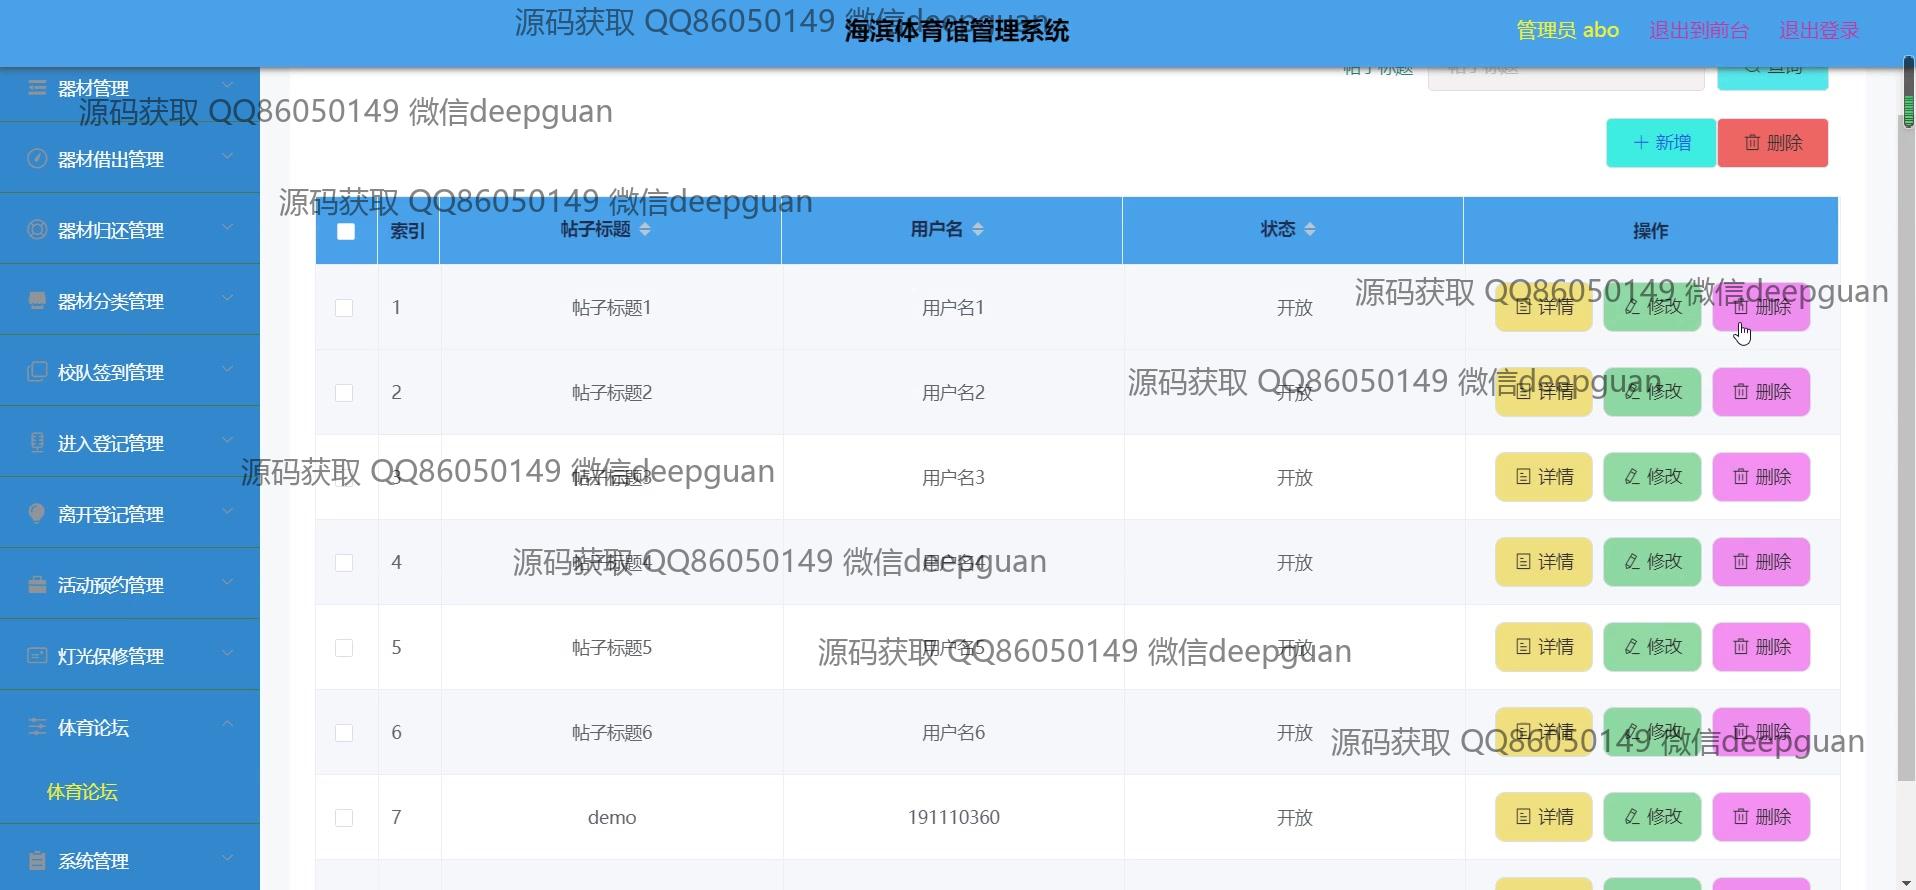 源码获取 QQ86050149 微信deepguan
海滨体育馆管理系统
管理员 abo
退出到前台
退出登录
帖子标题
帖子标题
查询
器材管理
源码获取 QQ86050149 微信deepguan
新增
删除
器材借出管理
源码获取 QQ86050149 微信deepguan
器材归还管理
索引 帖子标题 用户名 状态 操作
源码获取 QQ86050149 微信deepguan
器材分类管理
1 帖子标题1 用户名1 开放 详情 修改 删除
校队签到管理
源码获取 QQ86050149 微信deepguan
2 帖子标题2 用户名2 开放 详情 修改 删除
进入登记管理
源码获取 QQ86050149 微信deepguan
3 帖子标题3 用户名3 开放 详情 修改 删除
离开登记管理
源码获取 QQ86050149 微信deepguan
4 帖子标题4 用户名4 开放 详情 修改 删除
活动预约管理
灯光保修管理
源码获取 QQ86050149 微信deepguan
5 帖子标题5 用户名5 开放 详情 修改 删除
体育论坛
源码获取 QQ86050149 微信deepguan
6 帖子标题6 用户名6 开放 详情 修改 删除
体育论坛
7 demo 191110360 开放 详情 修改 删除
系统管理